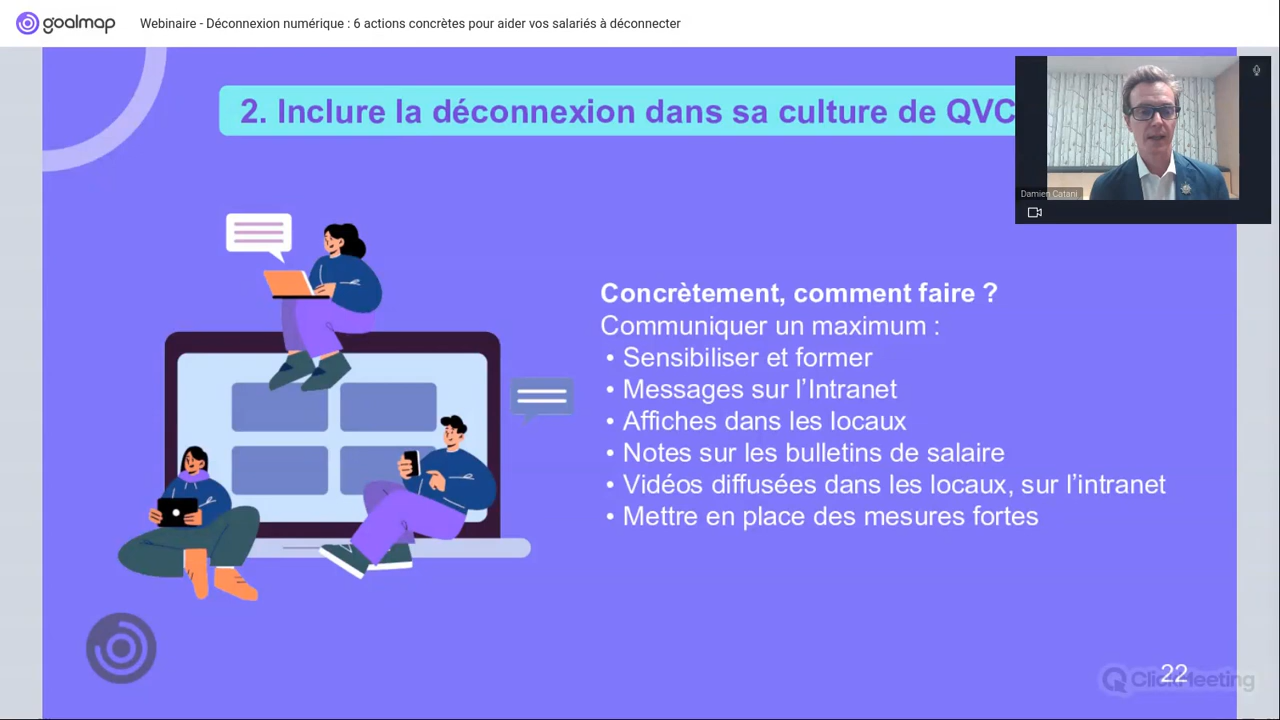 goalmap
Webinaire - Déconnexion numérique : 6 actions concrètes pour aider vos salariés à déconnecter
2. Inclure la déconnexion dans sa culture de QVC
Damien Catani
Concrètement, comment faire ?
Communiquer un maximum :
• Sensibiliser et former
• Messages sur l’Intranet
• Affiches dans les locaux
• Notes sur les bulletins de salaire
• Vidéos diffusées dans les locaux, sur l’intranet
• Mettre en place des mesures fortes
22
ClickMeeting